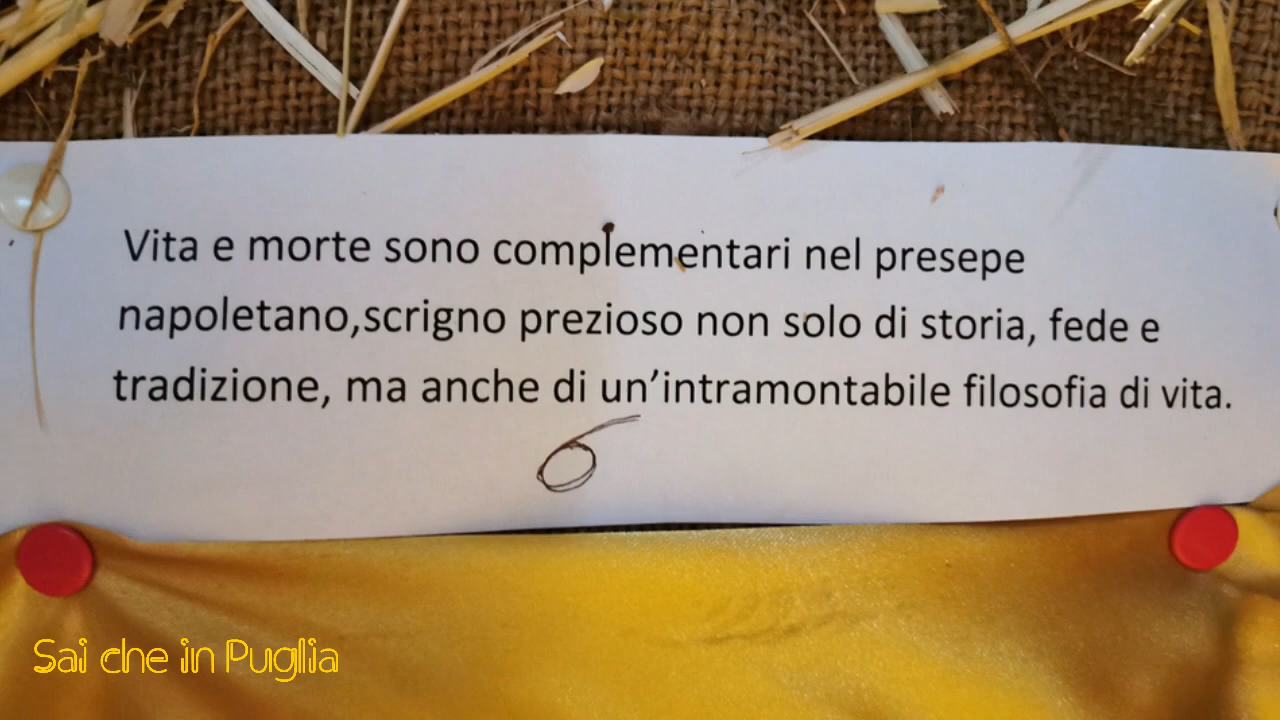 Vita e morte sono complementari nel presepe
napoletano,scrigno prezioso non solo di storia, fede e
tradizione, ma anche di un’intramontabile filosofia di vita.
6
Sai che in Puglia